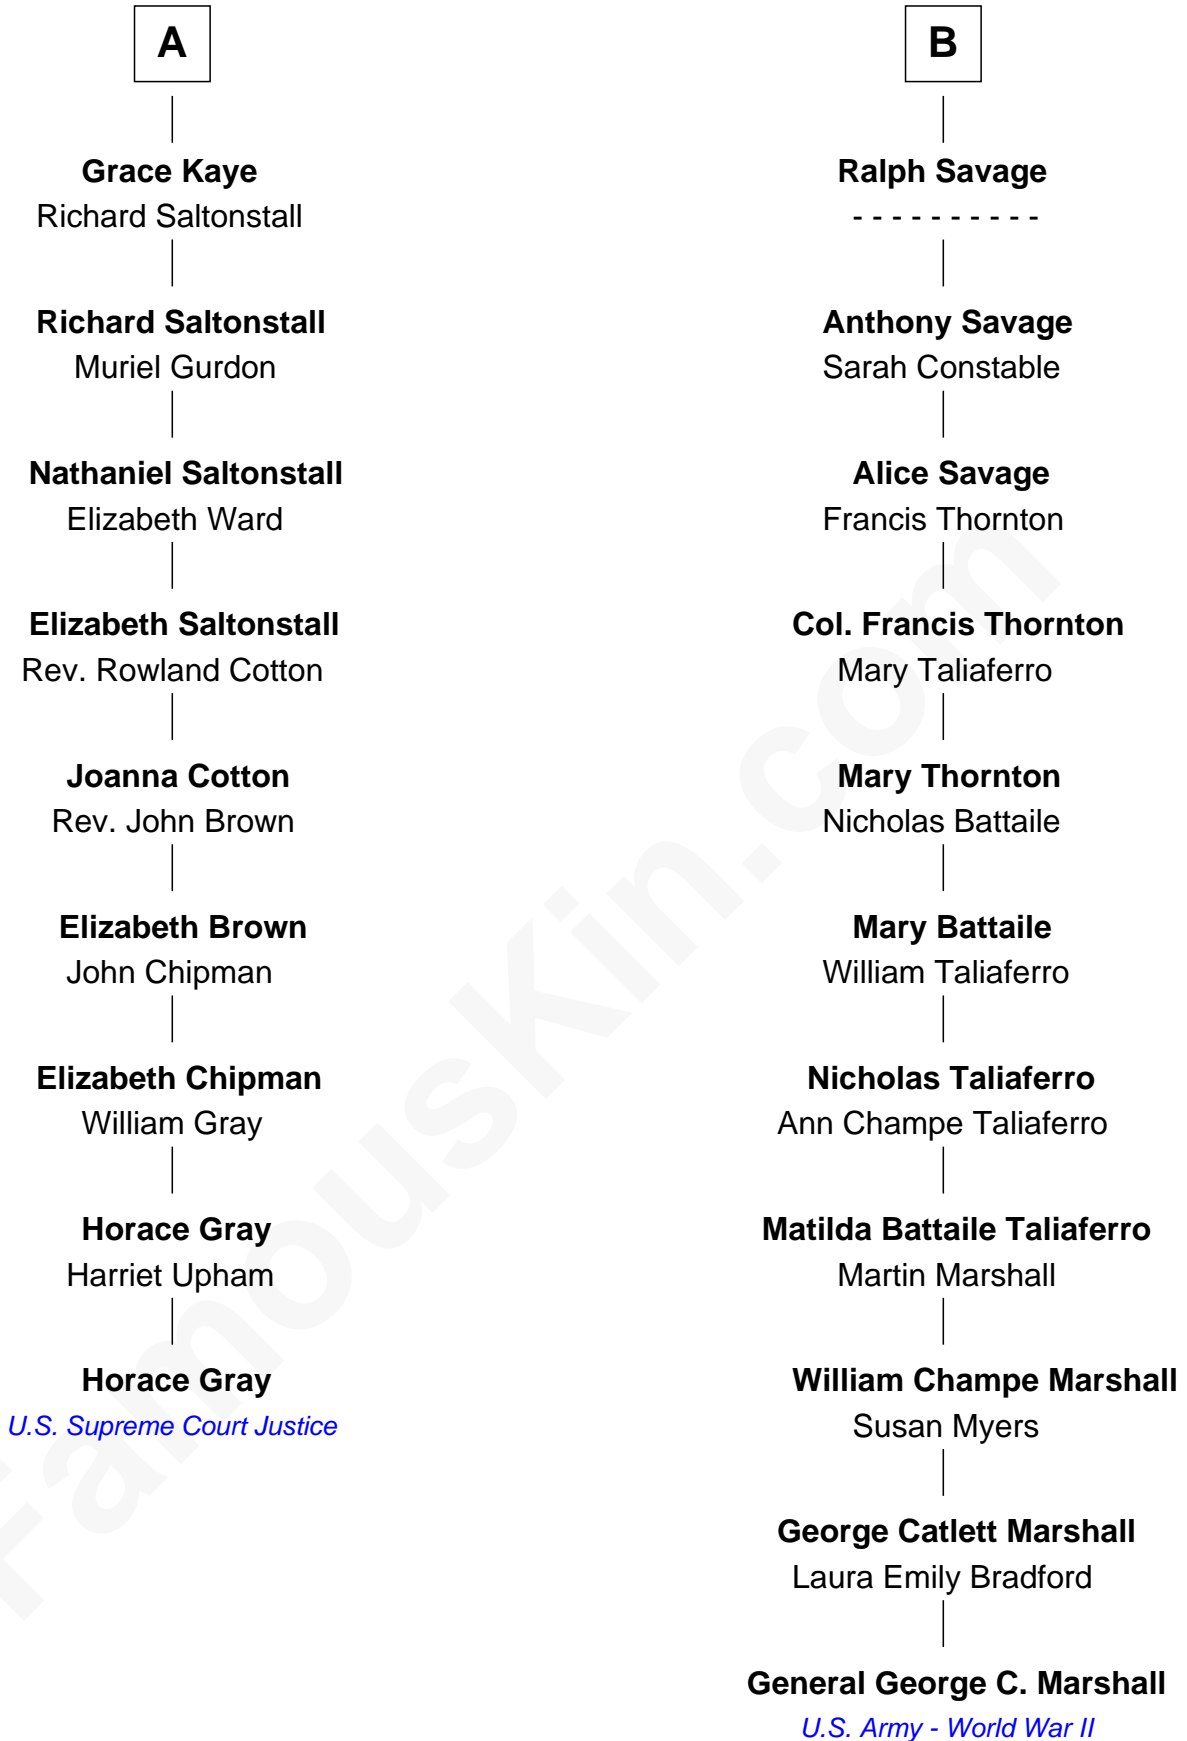 A
Grace Kaye
Richard Saltonstall
Richard Saltonstall
Muriel Gurdon
Nathaniel Saltonstall
Elizabeth Ward
Elizabeth Saltonstall
Rev. Rowland Cotton
Joanna Cotton
Rev. John Brown
Elizabeth Brown
John Chipman
Elizabeth Chipman
William Gray
Horace Gray
Harriet Upham
Horace Gray
U.S. Supreme Court Justice
B
Ralph Savage
- - - - - - - - - -
Anthony Savage
Sarah Constable
Alice Savage
Francis Thornton
Col. Francis Thornton
Mary Taliaferro
Mary Thornton
Nicholas Battaile
Mary Battaile
William Taliaferro
Nicholas Taliaferro
Ann Champe Taliaferro
Matilda Battaile Taliaferro
Martin Marshall
William Champe Marshall
Susan Myers
George Catlett Marshall
Laura Emily Bradford
General George C. Marshall
U.S. Army - World War II
FamousKin.com